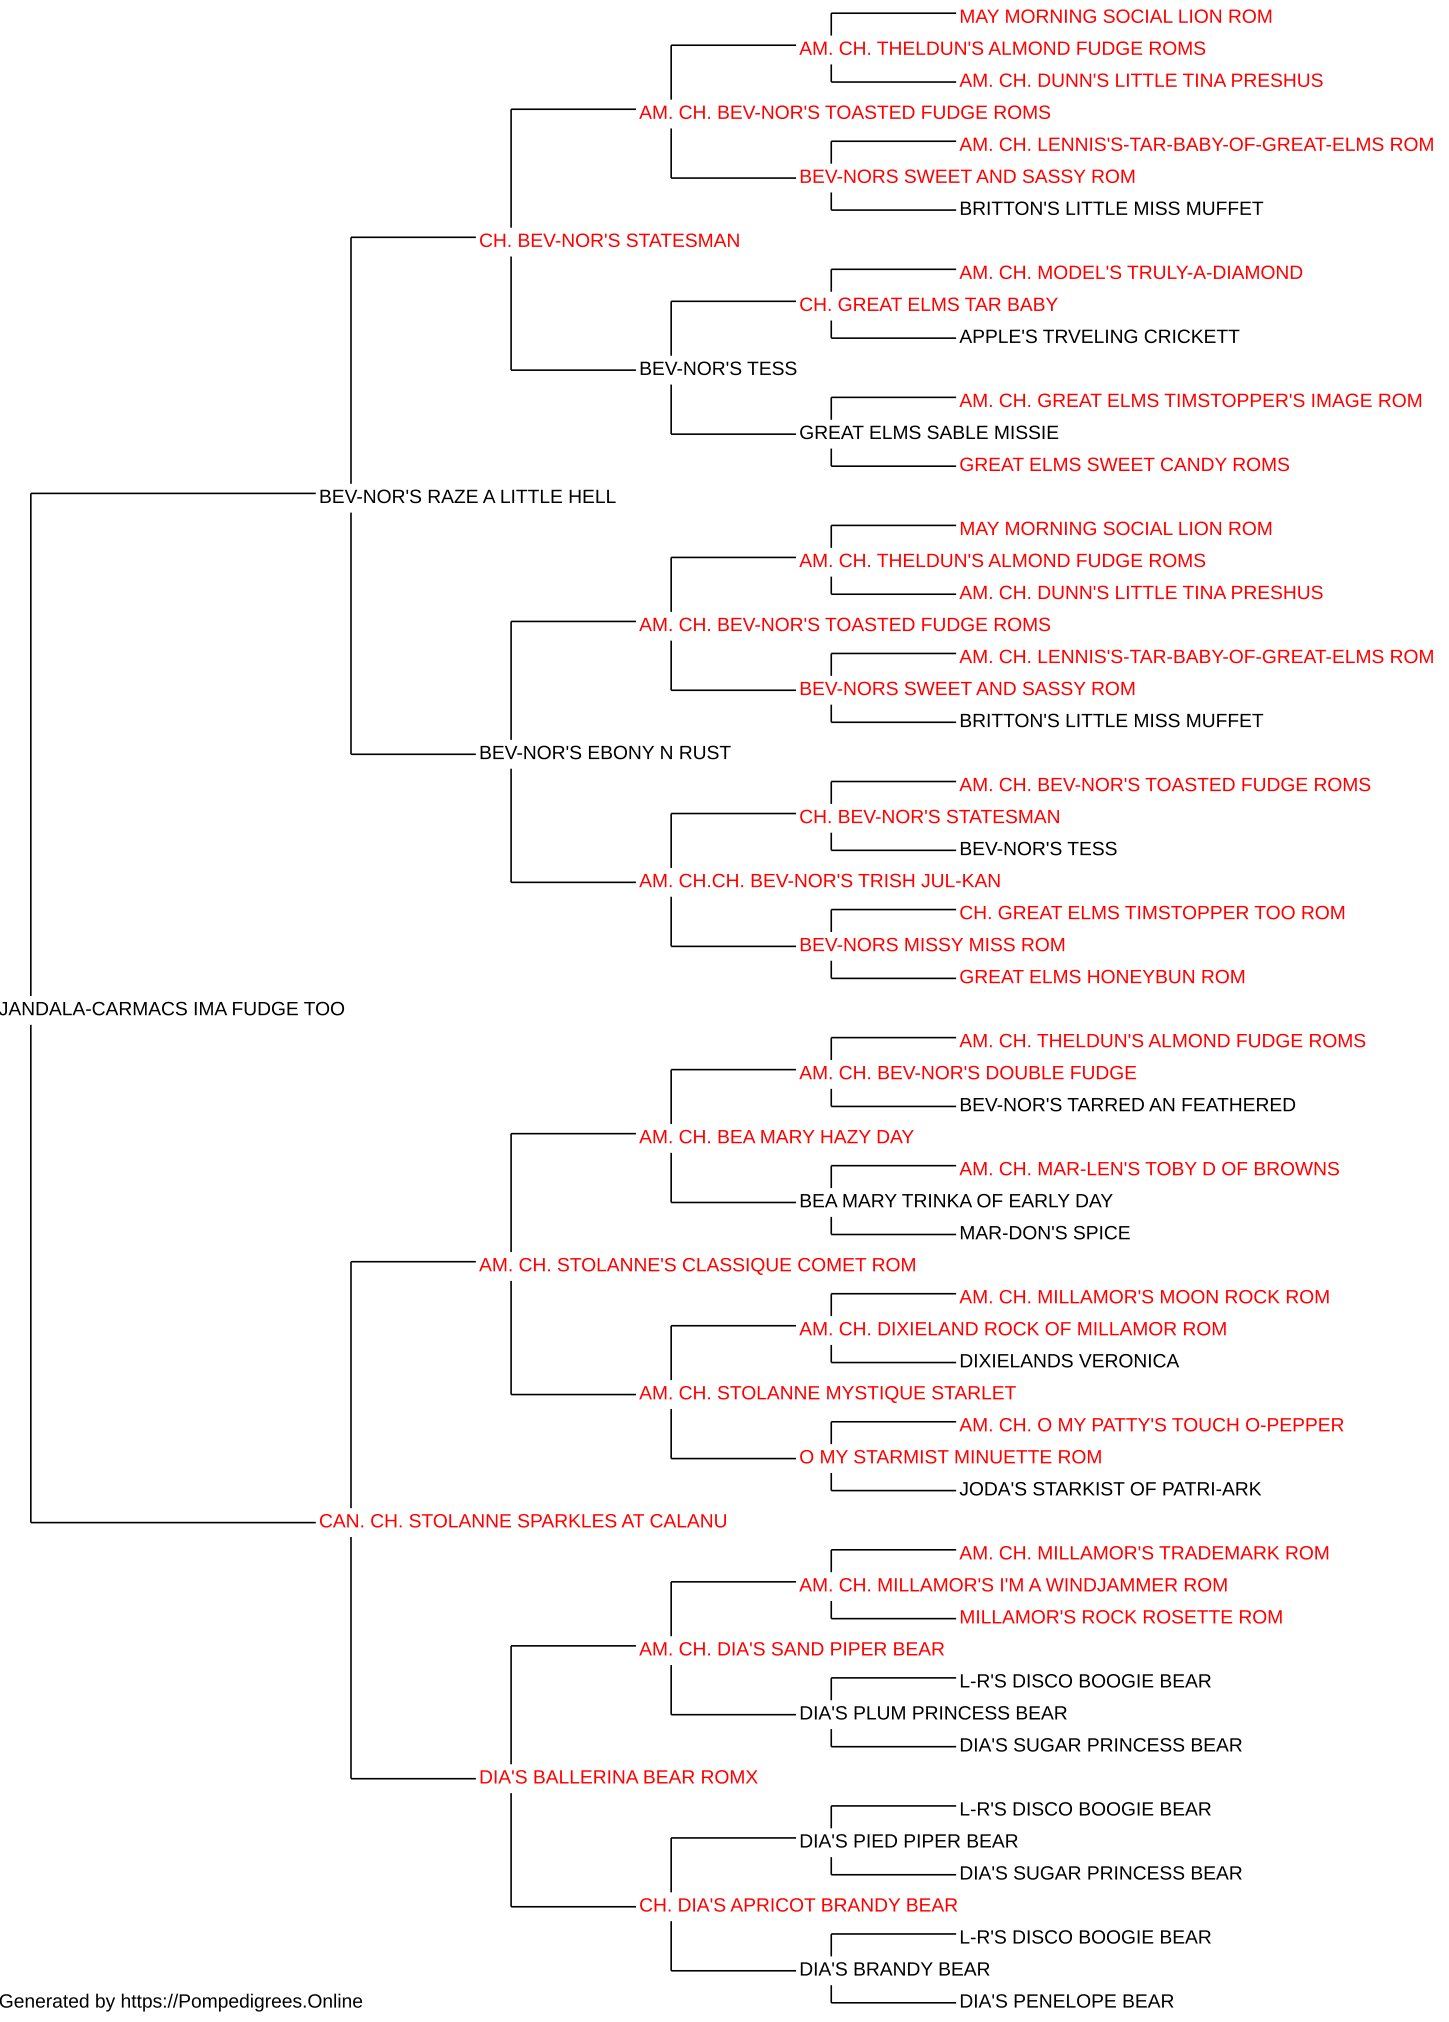 MAY MORNING SOCIAL LION ROM
AM. CH. THELDUN'S ALMOND FUDGE ROMS
AM. CH. DUNN'S LITTLE TINA PRESHUS
AM. CH. BEV-NOR'S TOASTED FUDGE ROMS
AM. CH. LENNIS'S-TAR-BABY-OF-GREAT-ELMS ROM
BEV-NORS SWEET AND SASSY ROM
BRITTON'S LITTLE MISS MUFFET
CH. BEV-NOR'S STATESMAN
AM. CH. MODEL'S TRULY-A-DIAMOND
CH. GREAT ELMS TAR BABY
APPLE'S TRVELING CRICKETT
BEV-NOR'S TESS
AM. CH. GREAT ELMS TIMSTOPPER'S IMAGE ROM
GREAT ELMS SABLE MISSIE
GREAT ELMS SWEET CANDY ROMS
BEV-NOR'S RAZE A LITTLE HELL
MAY MORNING SOCIAL LION ROM
AM. CH. THELDUN'S ALMOND FUDGE ROMS
AM. CH. DUNN'S LITTLE TINA PRESHUS
AM. CH. BEV-NOR'S TOASTED FUDGE ROMS
AM. CH. LENNIS'S-TAR-BABY-OF-GREAT-ELMS ROM
BEV-NORS SWEET AND SASSY ROM
BRITTON'S LITTLE MISS MUFFET
BEV-NOR'S EBONY N RUST
AM. CH. BEV-NOR'S TOASTED FUDGE ROMS
CH. BEV-NOR'S STATESMAN
BEV-NOR'S TESS
AM. CH.CH. BEV-NOR'S TRISH JUL-KAN
CH. GREAT ELMS TIMSTOPPER TOO ROM
BEV-NORS MISSY MISS ROM
GREAT ELMS HONEYBUN ROM
JANDALA-CARMACS IMA FUDGE TOO
AM. CH. THELDUN'S ALMOND FUDGE ROMS
AM. CH. BEV-NOR'S DOUBLE FUDGE
BEV-NOR'S TARRED AN FEATHERED
AM. CH. BEA MARY HAZY DAY
AM. CH. MAR-LEN'S TOBY D OF BROWNS
BEA MARY TRINKA OF EARLY DAY
MAR-DON'S SPICE
AM. CH. STOLANNE'S CLASSIQUE COMET ROM
AM. CH. MILLAMOR'S MOON ROCK ROM
AM. CH. DIXIELAND ROCK OF MILLAMOR ROM
DIXIELANDS VERONICA
AM. CH. STOLANNE MYSTIQUE STARLET
AM. CH. O MY PATTY'S TOUCH O-PEPPER
O MY STARMIST MINUETTE ROM
JODA'S STARKIST OF PATRI-ARK
CAN. CH. STOLANNE SPARKLES AT CALANU
AM. CH. MILLAMOR'S TRADEMARK ROM
AM. CH. MILLAMOR'S I'M A WINDJAMMER ROM
MILLAMOR'S ROCK ROSETTE ROM
AM. CH. DIA'S SAND PIPER BEAR
L-R'S DISCO BOOGIE BEAR
DIA'S PLUM PRINCESS BEAR
DIA'S SUGAR PRINCESS BEAR
DIA'S BALLERINA BEAR ROMX
L-R'S DISCO BOOGIE BEAR
DIA'S PIED PIPER BEAR
DIA'S SUGAR PRINCESS BEAR
CH. DIA'S APRICOT BRANDY BEAR
L-R'S DISCO BOOGIE BEAR
DIA'S BRANDY BEAR
DIA'S PENELOPE BEAR
Generated by https://Pompedigrees.Online